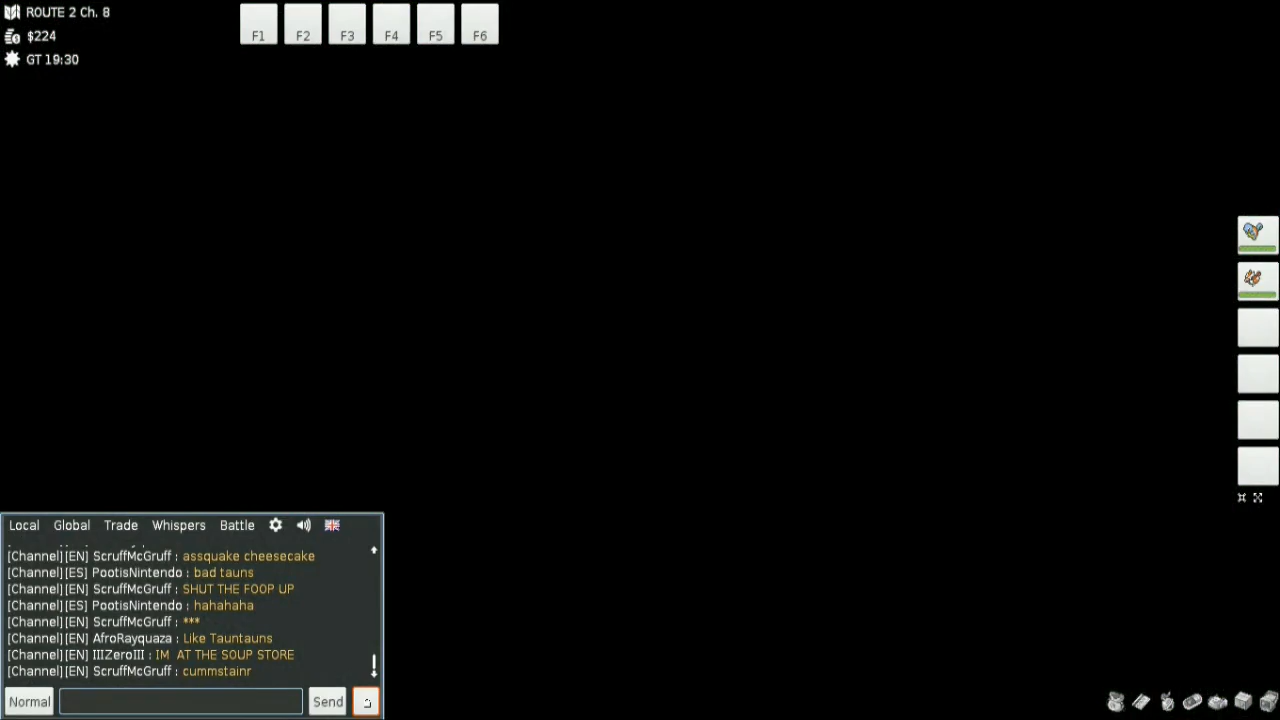 ROUTE 2 Ch. 8
$224
GT 19:30
F1 F2 F3 F4 F5 F6
Local Global Trade Whispers Battle
[Channel][EN] ScruffMcGruff : assquake cheesecake
[Channel][ES] PootisNintendo : bad tauns
[Channel][EN] ScruffMcGruff : SHUT THE FOOP UP
[Channel][ES] PootisNintendo : hahahaha
[Channel][EN] ScruffMcGruff : ***
[Channel][EN] AfroRayquaza : Like Tauntauns
[Channel][EN] IIIZeroIII : IM AT THE SOUP STORE
[Channel][EN] ScruffMcGruff : cummstainr
Normal Send